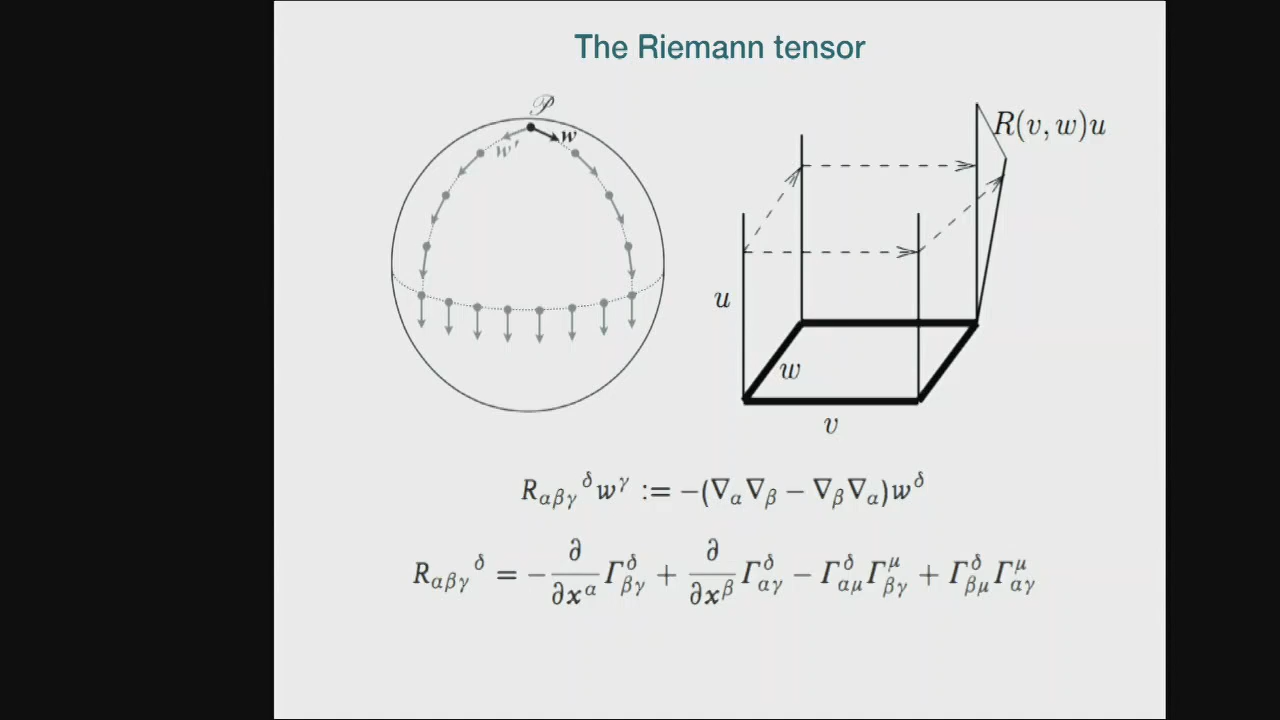 The Riemann tensor
𝒫
w
w'
R(v, w)u
u
w
v
R_{αβγ}^δ w^γ := −(∇_α∇_β − ∇_β∇_α)w^δ
R_{αβγ}^δ = −∂/∂x^α Γ^δ_{βγ} + ∂/∂x^β Γ^δ_{αγ} − Γ^δ_{αμ}Γ^μ_{βγ} + Γ^δ_{βμ}Γ^μ_{αγ}